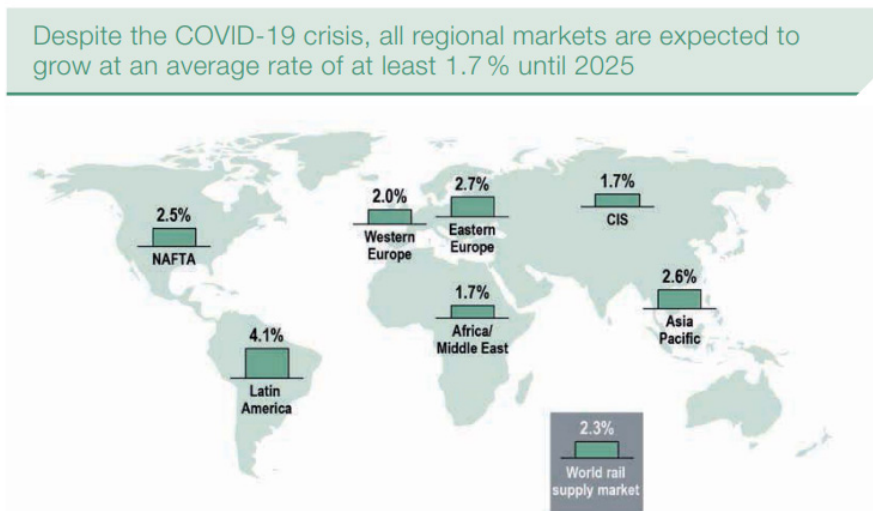 Despite the COVID-19 crisis, all regional markets are expected to
grow at an average rate of at least 1.7 % until 2025
2.5%
NAFTA
2.0%
Western
Europe
2.7%
Eastern
Europe
1.7%
CIS
1.7%
Africa/
Middle East
2.6%
Asia
Pacific
4.1%
Latin
America
2.3%
World rail
supply market